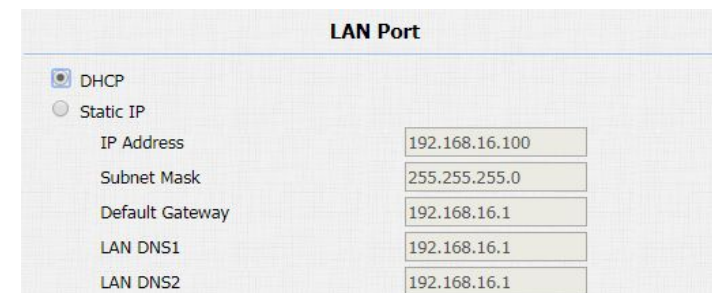 LAN Port
DHCP
Static IP
IP Address 192.168.16.100
Subnet Mask 255.255.255.0
Default Gateway 192.168.16.1
LAN DNS1 192.168.16.1
LAN DNS2 192.168.16.1